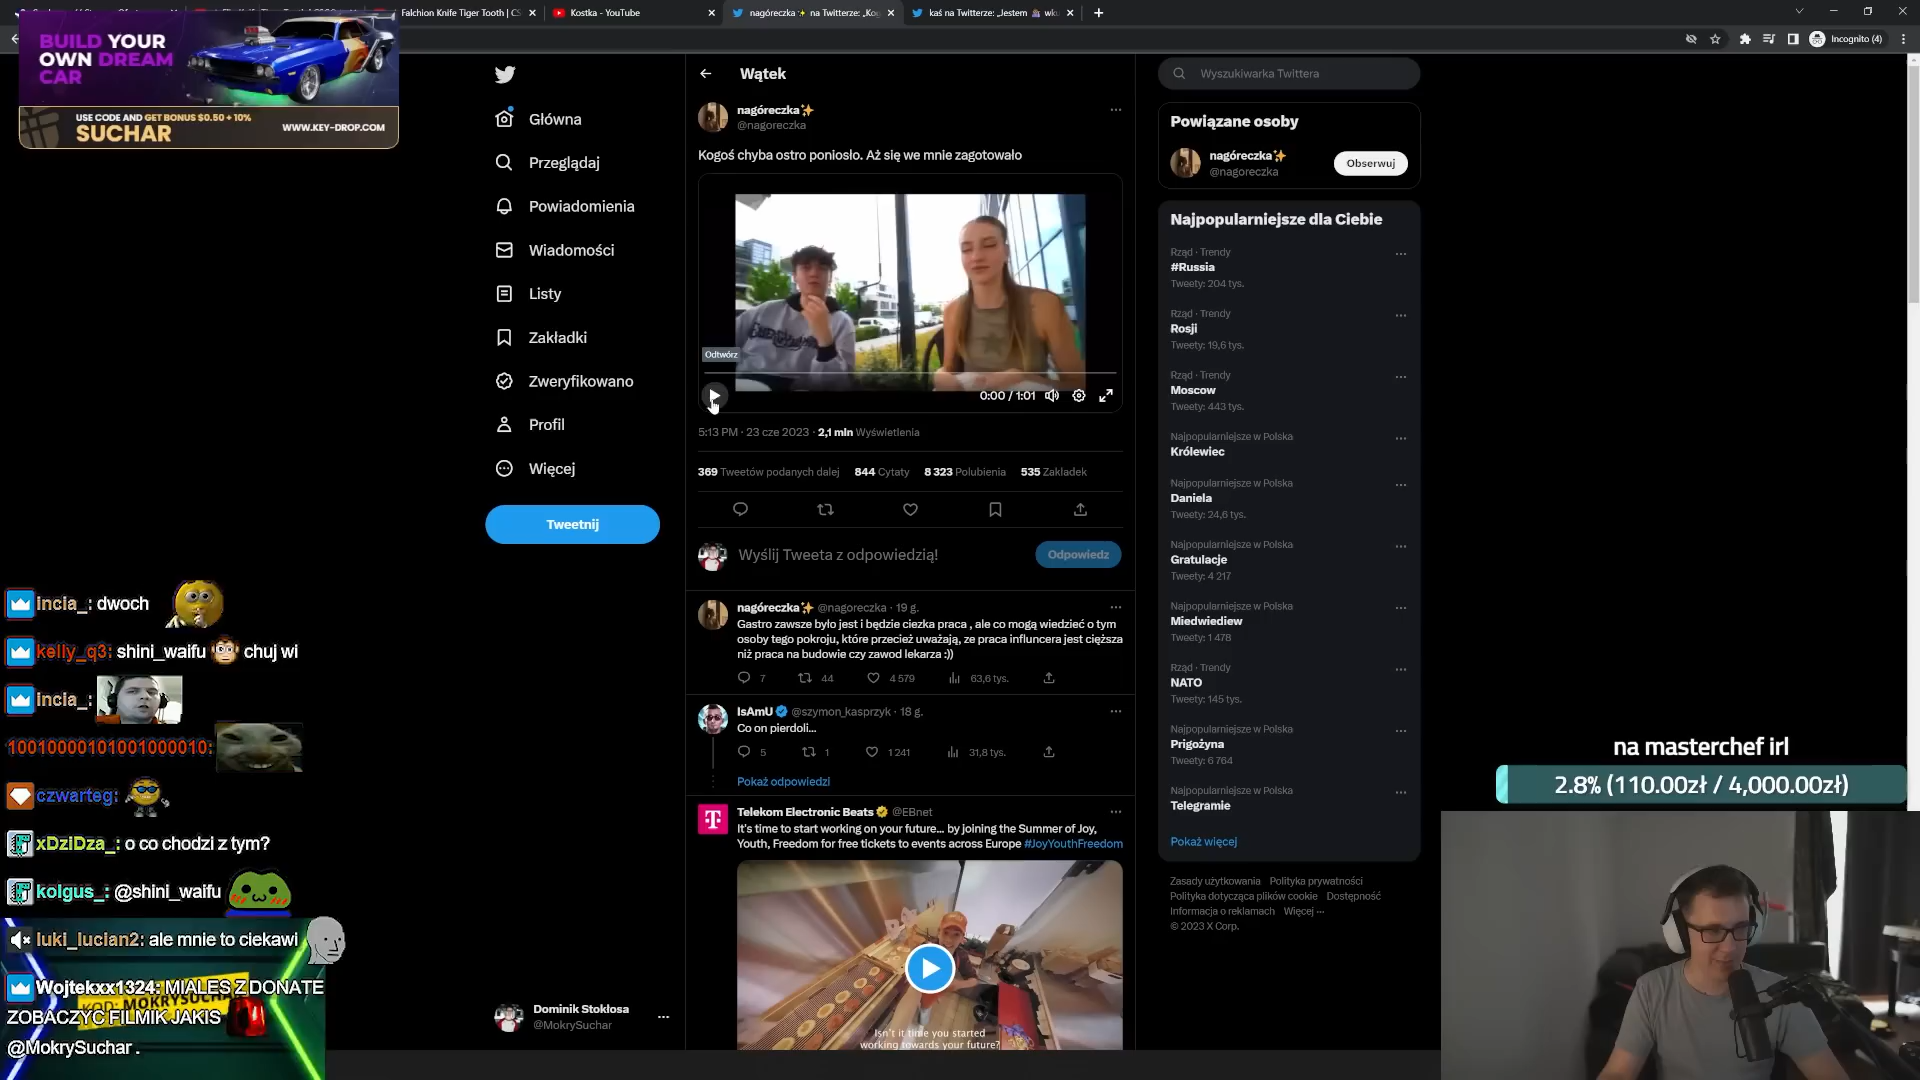 Falchion Knife Tiger Tooth | CS
Kostka - YouTube
nagóreczka✨ na Twitterze: „Kog
kaś na Twitterze: „Jestem
Incognito (4)
BUILD YOUR
OWN DREAM
CAR
USE CODE AND GET BONUS $0.50 + 10%
SUCHAR
WWW.KEY-DROP.COM
Główna
Przeglądaj
Powiadomienia
Wiadomości
Listy
Zakładki
Zweryfikowano
Profil
Więcej
Tweetnij
Dominik Stokłosa
@MokrySuchar
Wątek
nagóreczka✨
@nagoreczka
Kogoś chyba ostro poniosło. Aż się we mnie zagotowało
Odtwórz
0:00 / 1:01
5:13 PM · 23 cze 2023 · 2,1 mln Wyświetlenia
369 Tweetów podanych dalej 844 Cytaty 8 323 Polubienia 535 Zakładek
Wyślij Tweeta z odpowiedzią!
Odpowiedz
nagóreczka✨ @nagoreczka · 19 g.
Gastro zawsze było jest i będzie ciezka praca , ale co mogą wiedzieć o tym
osoby tego pokroju, które przecież uważają, ze praca influncera jest cięższa
niż praca na budowie czy zawod lekarza :))
7 44 4 579 63,6 tys.
IsAmU @szymon_kasprzyk · 18 g.
Co on pierdoli...
5 1 1 241 31,8 tys.
Pokaż odpowiedzi
Telekom Electronic Beats @EBnet
It's time to start working on your future... by joining the Summer of Joy,
Youth, Freedom for free tickets to events across Europe #JoyYouthFreedom
Isn't it time you started
working towards your future?
Wyszukiwarka Twittera
Powiązane osoby
nagóreczka✨
@nagoreczka
Obserwuj
Najpopularniejsze dla Ciebie
Rząd · Trendy
#Russia
Tweety: 204 tys.
Rząd · Trendy
Rosji
Tweety: 19,6 tys.
Rząd · Trendy
Moscow
Tweety: 443 tys.
Najpopularniejsze w Polska
Królewiec
Najpopularniejsze w Polska
Daniela
Tweety: 24,6 tys.
Najpopularniejsze w Polska
Gratulacje
Tweety: 4 217
Najpopularniejsze w Polska
Miedwiediew
Tweety: 1 478
Rząd · Trendy
NATO
Tweety: 145 tys.
Najpopularniejsze w Polska
Prigożyna
Tweety: 6 764
Najpopularniejsze w Polska
Telegramie
Pokaż więcej
Zasady użytkowania Polityka prywatności
Polityka dotycząca plików cookie Dostępność
Informacja o reklamach Więcej ···
© 2023 X Corp.
incia_: dwoch
kelly_q3: shini_waifu chuj wi
incia_:
1001000010100100001​0:
czwarteg:
xDziDza_: o co chodzi z tym?
kolgus_: @shini_waifu
luki_lucian2: ale mnie to ciekawi
Wojtekxx1324: MIALES Z DONATE
ZOBACZYC FILMIK JAKIS
@MokrySuchar .
KOD: MOKRYSUCHAR
na masterchef irl
2.8% (110.00zł / 4,000.00zł)